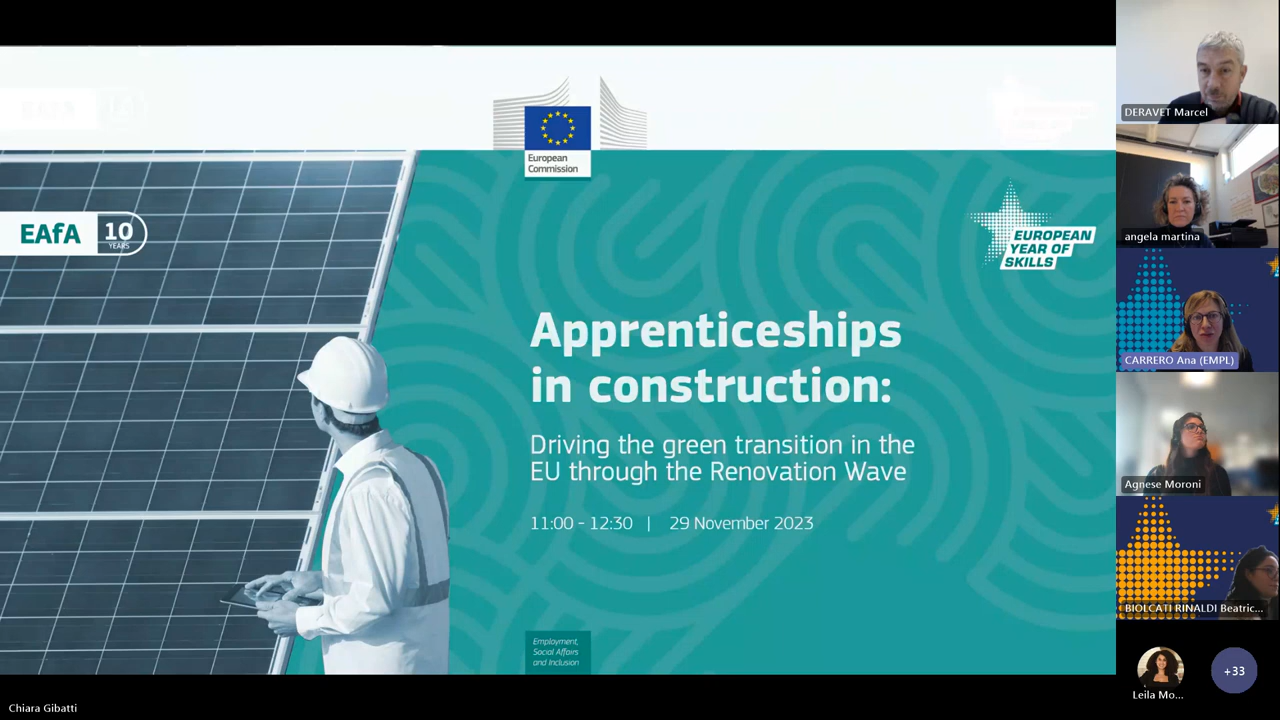 European
Commission
EAfA
10
YEARS
EUROPEAN
YEAR OF
SKILLS
Apprenticeships
in construction:
Driving the green transition in the
EU through the Renovation Wave
11:00 - 12:30 | 29 November 2023
Employment,
Social Affairs
and Inclusion
DERAVET Marcel
angela martina
CARRERO Ana (EMPL)
Agnese Moroni
BIOLCATI RINALDI Beatric...
Leila Mo...
+33
Chiara Gibatti